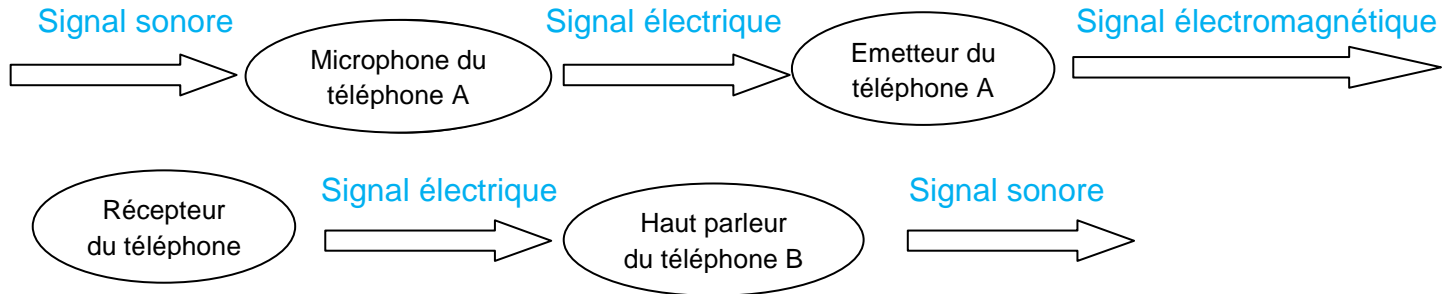 Signal sonore
Microphone du
téléphone A
Signal électrique
Emetteur du
téléphone A
Signal électromagnétique
Récepteur
du téléphone
Signal électrique
Haut parleur
du téléphone B
Signal sonore